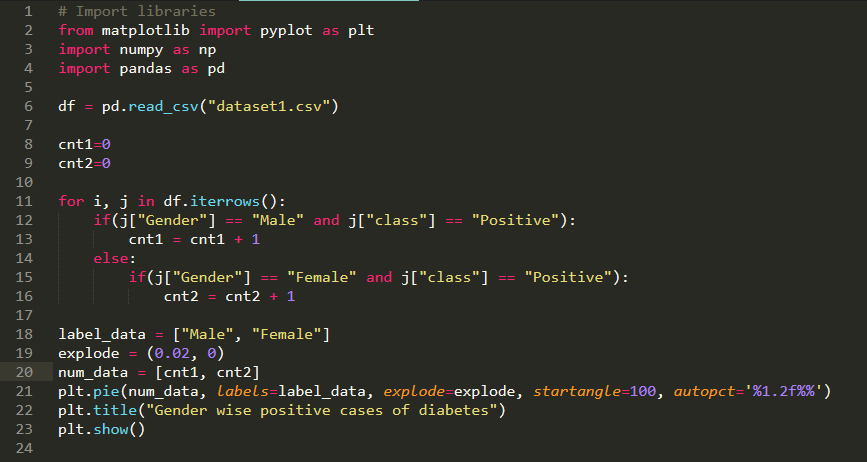 1 # Import libraries
2 from matplotlib import pyplot as plt
3 import numpy as np
4 import pandas as pd
5
6 df = pd.read_csv("dataset1.csv")
7
8 cnt1=0
9 cnt2=0
10
11 for i, j in df.iterrows():
12     if(j["Gender"] == "Male" and j["class"] == "Positive"):
13         cnt1 = cnt1 + 1
14     else:
15         if(j["Gender"] == "Female" and j["class"] == "Positive"):
16             cnt2 = cnt2 + 1
17
18 label_data = ["Male", "Female"]
19 explode = (0.02, 0)
20 num_data = [cnt1, cnt2]
21 plt.pie(num_data, labels=label_data, explode=explode, startangle=100, autopct='%1.2f%%')
22 plt.title("Gender wise positive cases of diabetes")
23 plt.show()
24